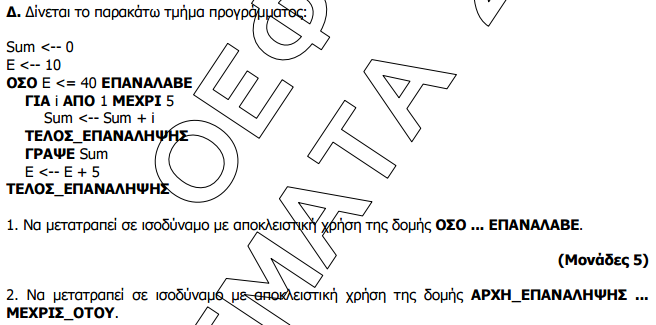 Δ. Δίνεται το παρακάτω τμήμα προγράμματος:
Sum <-- 0
E <-- 10
ΟΣΟ E <= 40 ΕΠΑΝΑΛΑΒΕ
ΓΙΑ i ΑΠΟ 1 ΜΕΧΡΙ 5
Sum <-- Sum + i
ΤΕΛΟΣ_ΕΠΑΝΑΛΗΨΗΣ
ΓΡΑΨΕ Sum
E <-- E + 5
ΤΕΛΟΣ_ΕΠΑΝΑΛΗΨΗΣ
1. Να μετατραπεί σε ισοδύναμο με αποκλειστική χρήση της δομής ΟΣΟ ... ΕΠΑΝΑΛΑΒΕ.
(Μονάδες 5)
2. Να μετατραπεί σε ισοδύναμο με αποκλειστική χρήση της δομής ΑΡΧΗ_ΕΠΑΝΑΛΗΨΗΣ ...
ΜΕΧΡΙΣ_ΟΤΟΥ.
ΟΕΦ
ΜΑΤΑ